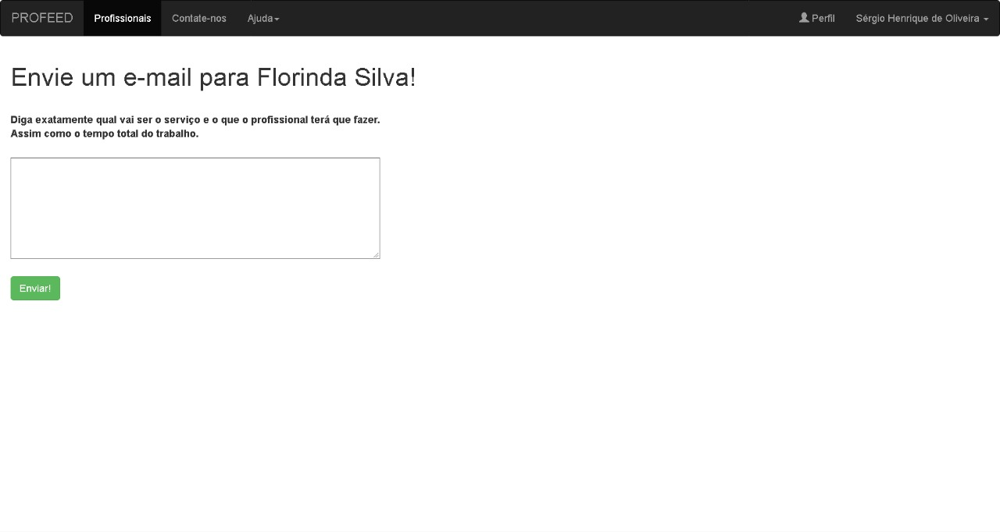 PROFEED Profissionais Contate-nos Ajuda Perfil Sérgio Henrique de Oliveira
Envie um e-mail para Florinda Silva!
Diga exatamente qual vai ser o serviço e o que o profissional terá que fazer.
Assim como o tempo total do trabalho.
Enviar!